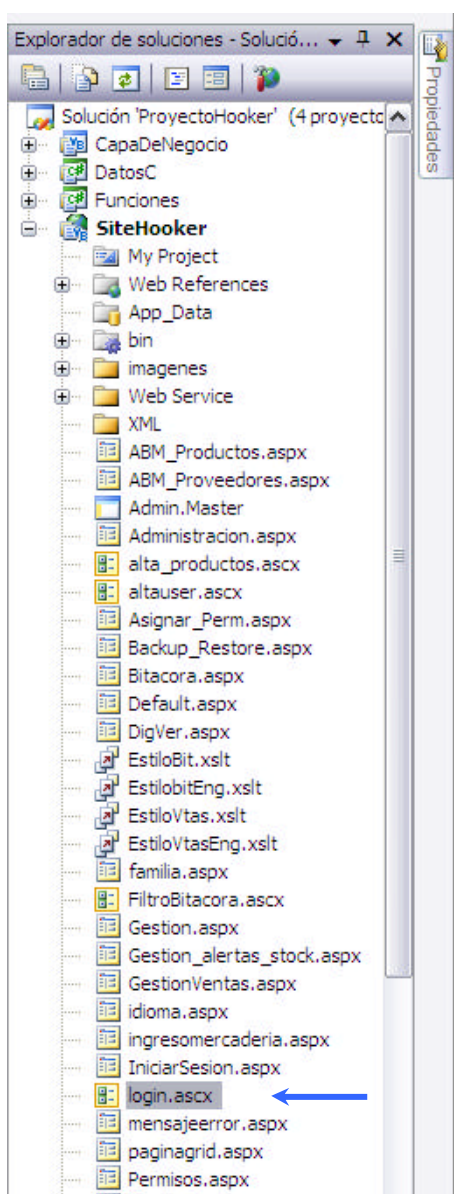 Explorador de soluciones - Solució...
Propiedades
Solución 'ProyectoHooker' (4 proyecto
CapaDeNegocio
DatosC
Funciones
SiteHooker
My Project
Web References
App_Data
bin
imagenes
Web Service
XML
ABM_Productos.aspx
ABM_Proveedores.aspx
Admin.Master
Administracion.aspx
alta_productos.ascx
altauser.ascx
Asignar_Perm.aspx
Backup_Restore.aspx
Bitacora.aspx
Default.aspx
DigVer.aspx
EstiloBit.xslt
EstilobitEng.xslt
EstiloVtas.xslt
EstiloVtasEng.xslt
familia.aspx
FiltroBitacora.ascx
Gestion.aspx
Gestion_alertas_stock.aspx
GestionVentas.aspx
idioma.aspx
ingresomercaderia.aspx
IniciarSesion.aspx
login.ascx
mensajeerror.aspx
paginagrid.aspx
Permisos.aspx